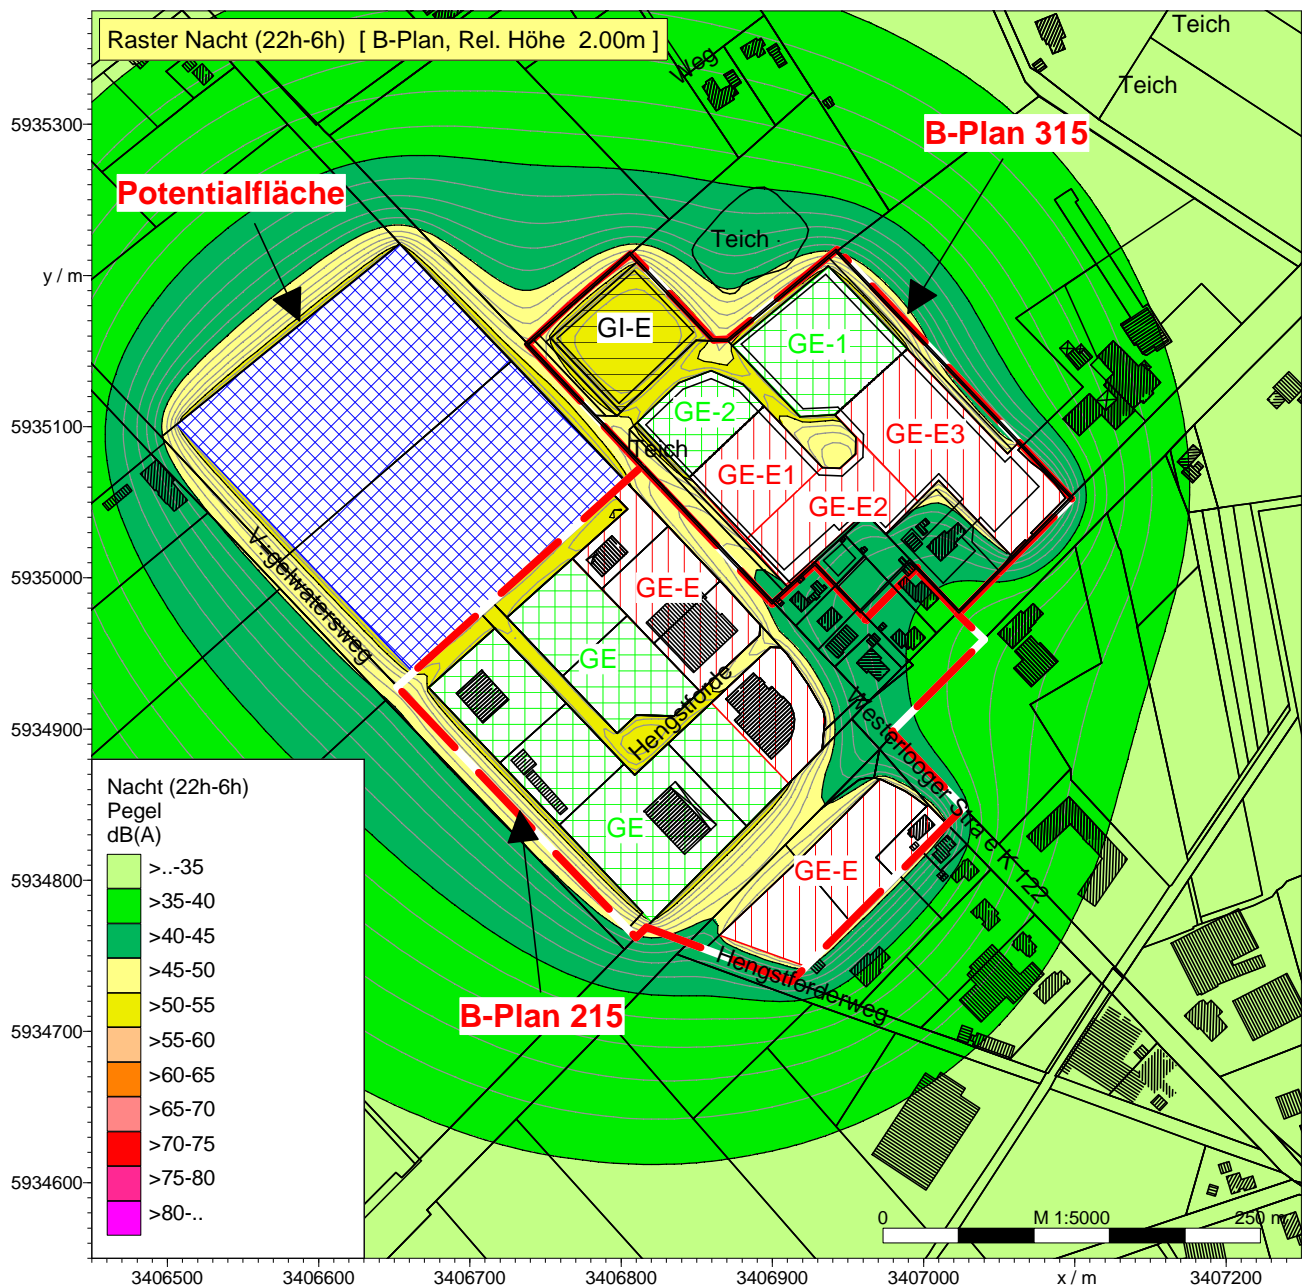 Raster Nacht (22h-6h) [ B-Plan, Rel. Höhe 2.00m ]
Weg
Teich
Teich
B-Plan 315
Potentialfläche
Teich
GI-E
GE-1
GE-2
GE-E3
Teich
GE-E1
GE-E2
V.gelwatersweg
GE-E
GE
Hengstforde
Westerlooger Stra e K 122
GE
GE-E
Hengstforderweg
B-Plan 215
Nacht (22h-6h)
Pegel
dB(A)
>..-35
>35-40
>40-45
>45-50
>50-55
>55-60
>60-65
>65-70
>70-75
>75-80
>80-..
5935300
y / m
5935100
5935000
5934900
5934800
5934700
5934600
0 M 1:5000 250 m
3406500 3406600 3406700 3406800 3406900 3407000 x / m 3407200